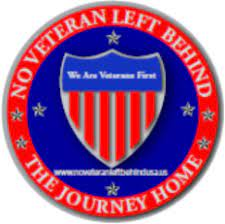 NO VETERAN LEFT BEHIND
We Are Veterans First
www.noveteranleftbehindusa.us
THE JOURNEY HOME